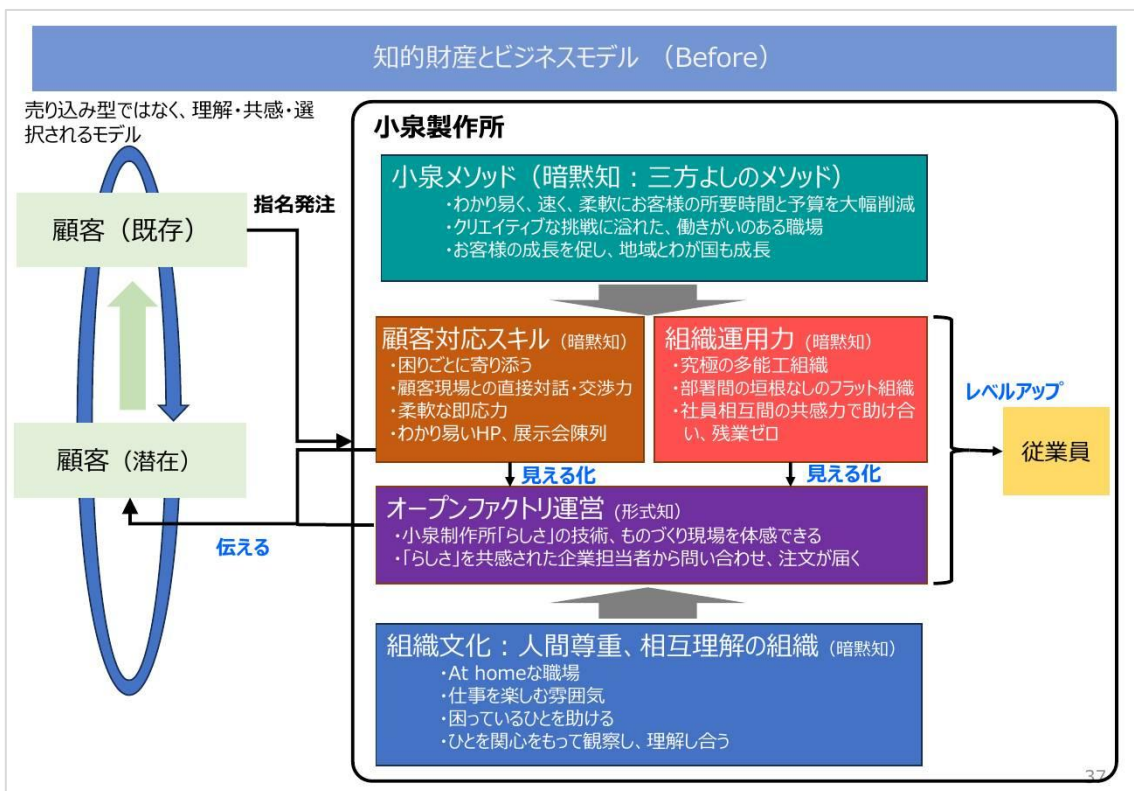 知的財産とビジネスモデル （Before）
売り込み型ではなく、理解・共感・選
択されるモデル
顧客（既存）
顧客（潜在）
指名発注
伝える
小泉製作所
小泉メソッド（暗黙知：三方よしのメソッド）
・わかり易く、速く、柔軟にお客様の所要時間と予算を大幅削減
・クリエイティブな挑戦に溢れた、働きがいのある職場
・お客様の成長を促し、地域とわが国も成長
顧客対応スキル（暗黙知）
・困りごとに寄り添う
・顧客現場との直接対話・交渉力
・柔軟な即応力
・わかり易いHP、展示会陳列
組織運用力（暗黙知）
・究極の多能工組織
・部署間の垣根なしのフラット組織
・社員相互間の共感力で助け合
い、残業ゼロ
見える化
見える化
オープンファクトリ運営（形式知）
・小泉制作所「らしさ」の技術、ものづくり現場を体感できる
・「らしさ」を共感された企業担当者から問い合わせ、注文が届く
組織文化：人間尊重、相互理解の組織（暗黙知）
・At homeな職場
・仕事を楽しむ雰囲気
・困っているひとを助ける
・ひとを関心をもって観察し、理解し合う
レベルアップ
従業員
37